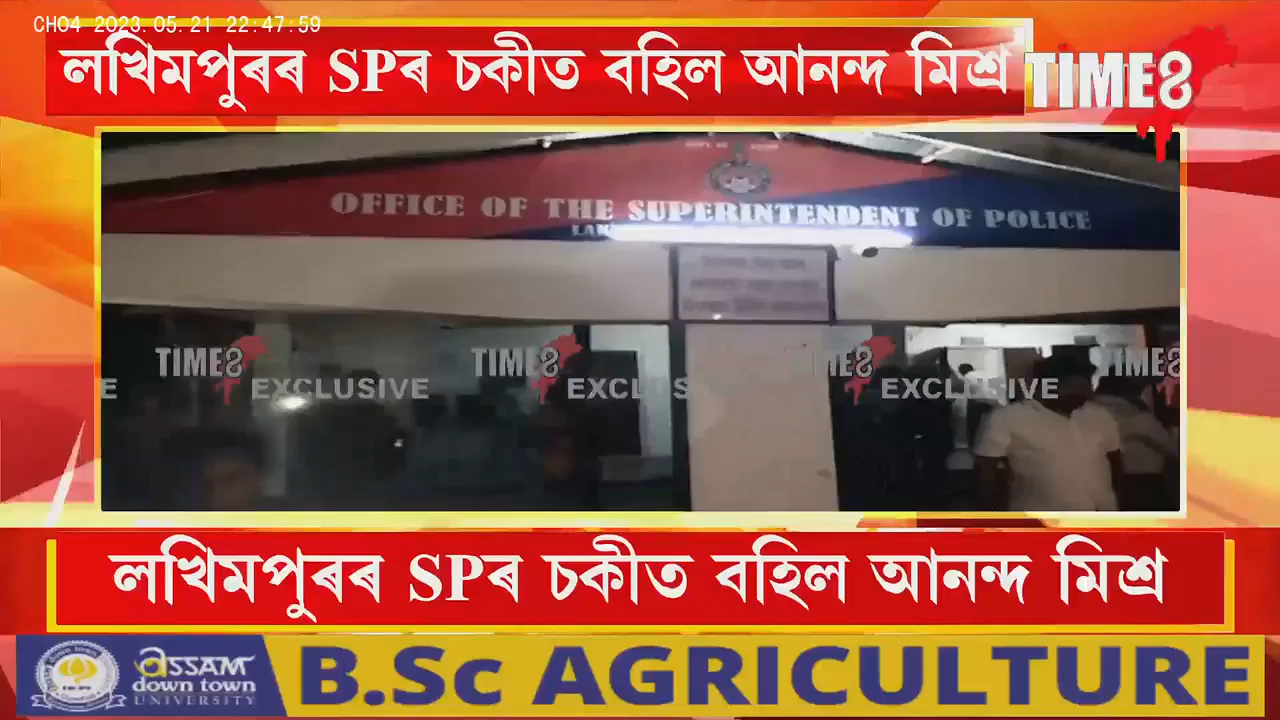 CH04 2023.05.21 22:47:59
লখিমপুৰৰ SPৰ চকীত বহিল আনন্দ মিশ্ৰ
TIME8
OFFICE OF THE SUPERINTENDENT OF POLICE
TIME8 TIME8 TIME8
EXCLUSIVE EXCLUSIVE
লখিমপুৰৰ SPৰ চকীত বহিল আনন্দ মিশ্ৰ
assam down town UNIVERSITY
B.Sc AGRICULTURE